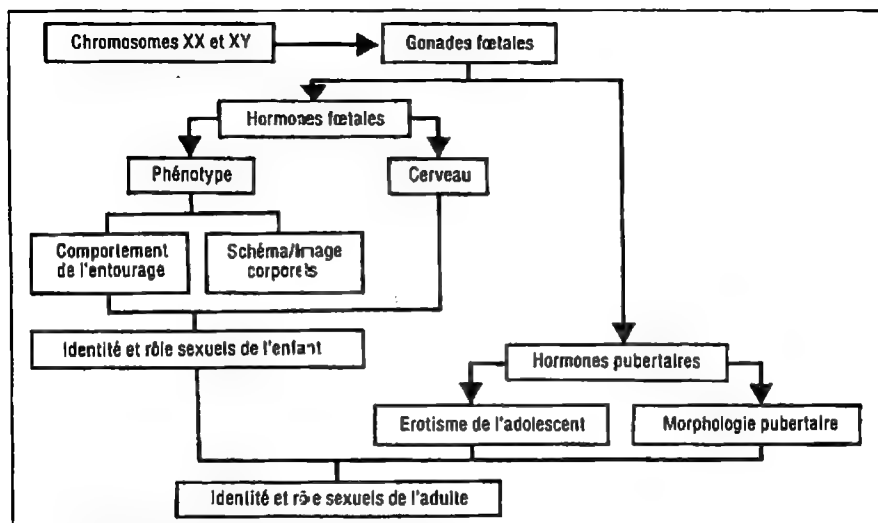 Chromosomes XX et XY
Gonades fœtales
Hormones fœtales
Phénotype
Cerveau
Comportement
de l'entourage
Schéma/Image
corporels
Identité et rôle sexuels de l'enfant
Hormones pubertaires
Erotisme de l'adolescent
Morphologie pubertaire
Identité et rôle sexuels de l'adulte